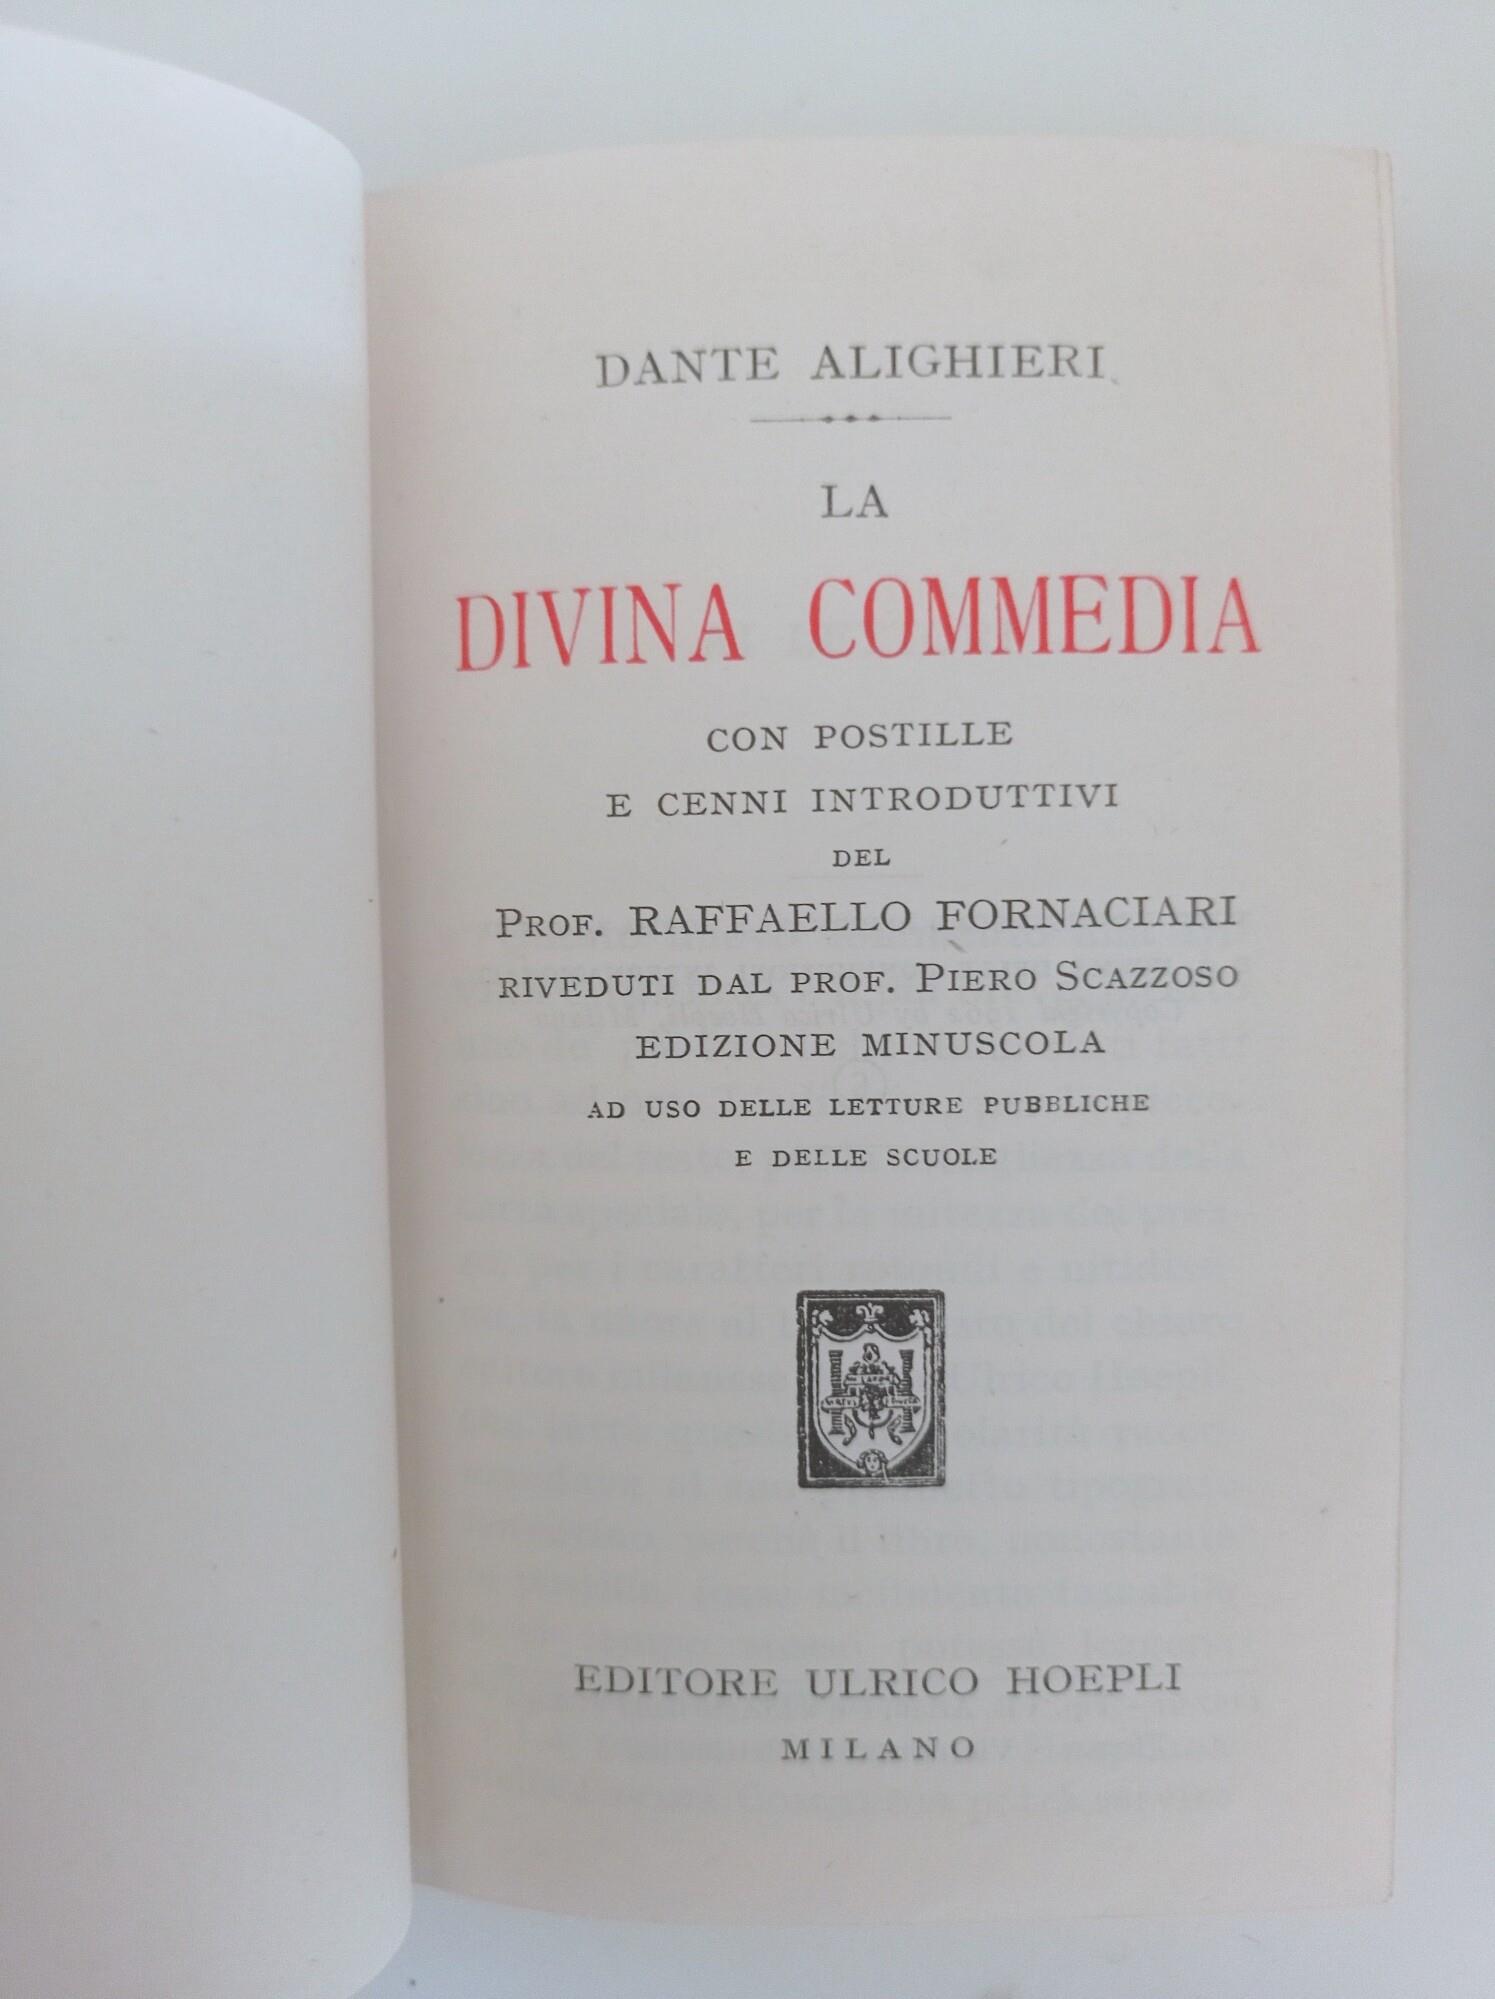 DANTE ALIGHIERI
LA
DIVINA COMMEDIA
CON POSTILLE
E CENNI INTRODUTTIVI
DEL
PROF. RAFFAELLO FORNACIARI
RIVEDUTI DAL PROF. PIERO SCAZZOSO
EDIZIONE MINUSCOLA
AD USO DELLE LETTURE PUBBLICHE
E DELLE SCUOLE
EDITORE ULRICO HOEPLI
MILANO